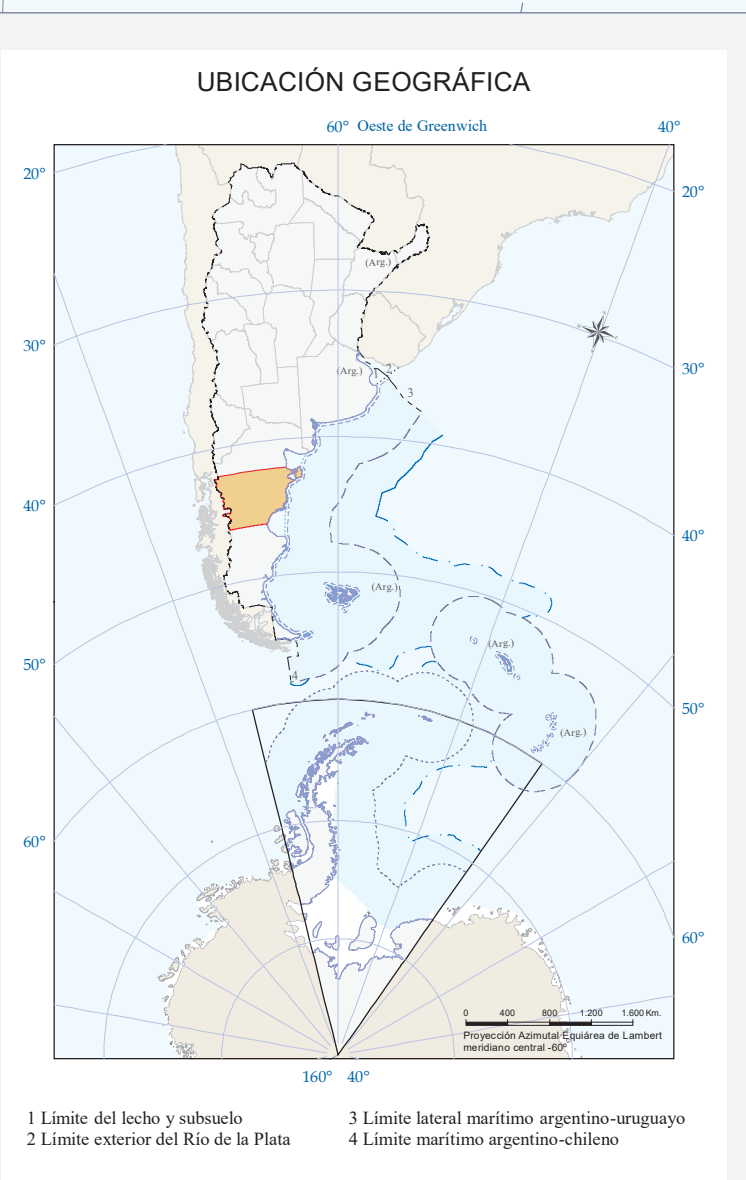 UBICACIÓN GEOGRÁFICA
60° Oeste de Greenwich 40°
20° 20°
(Arg.)
30° 30°
(Arg.) 1 2
3
40° 40°
(Arg.)
(Arg.)
50° 50°
4
(Arg.)
60° 60°
0 400 800 1.200 1.600 Km.
Proyección Azimutal Equiárea de Lambert
meridiano central -60º
160° 40°
1 Límite del lecho y subsuelo
2 Límite exterior del Río de la Plata
3 Límite lateral marítimo argentino-uruguayo
4 Límite marítimo argentino-chileno